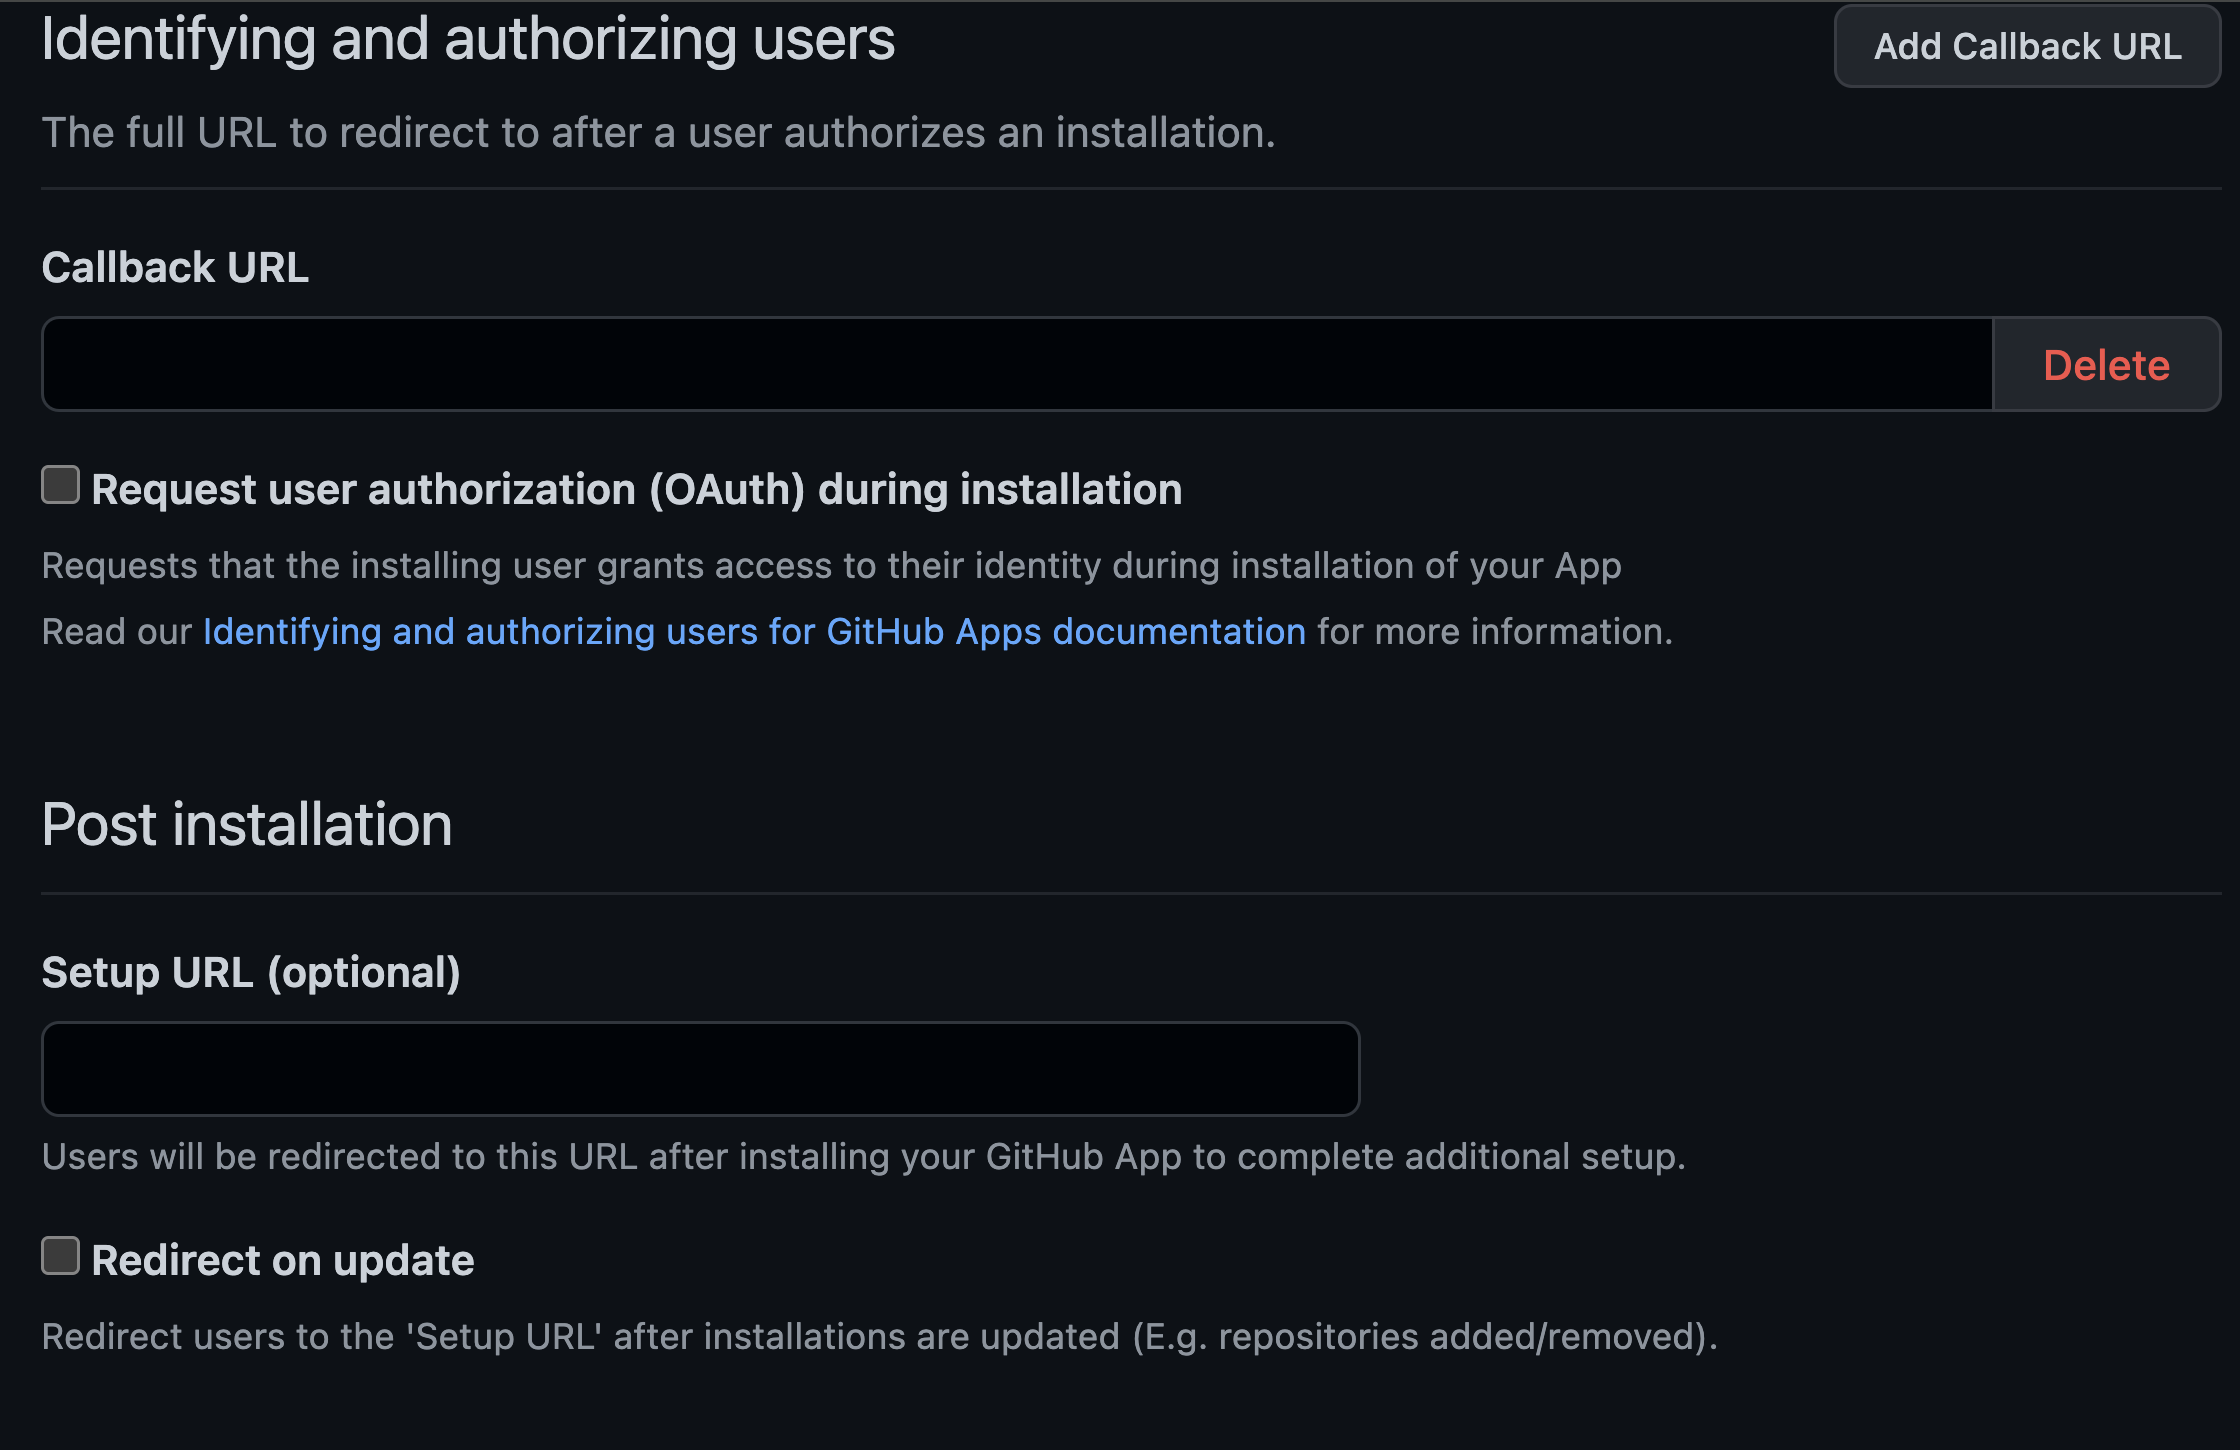 Identifying and authorizing users
Add Callback URL
The full URL to redirect to after a user authorizes an installation.
Callback URL
Delete
Request user authorization (OAuth) during installation
Requests that the installing user grants access to their identity during installation of your App
Read our Identifying and authorizing users for GitHub Apps documentation for more information.
Post installation
Setup URL (optional)
Users will be redirected to this URL after installing your GitHub App to complete additional setup.
Redirect on update
Redirect users to the 'Setup URL' after installations are updated (E.g. repositories added/removed).